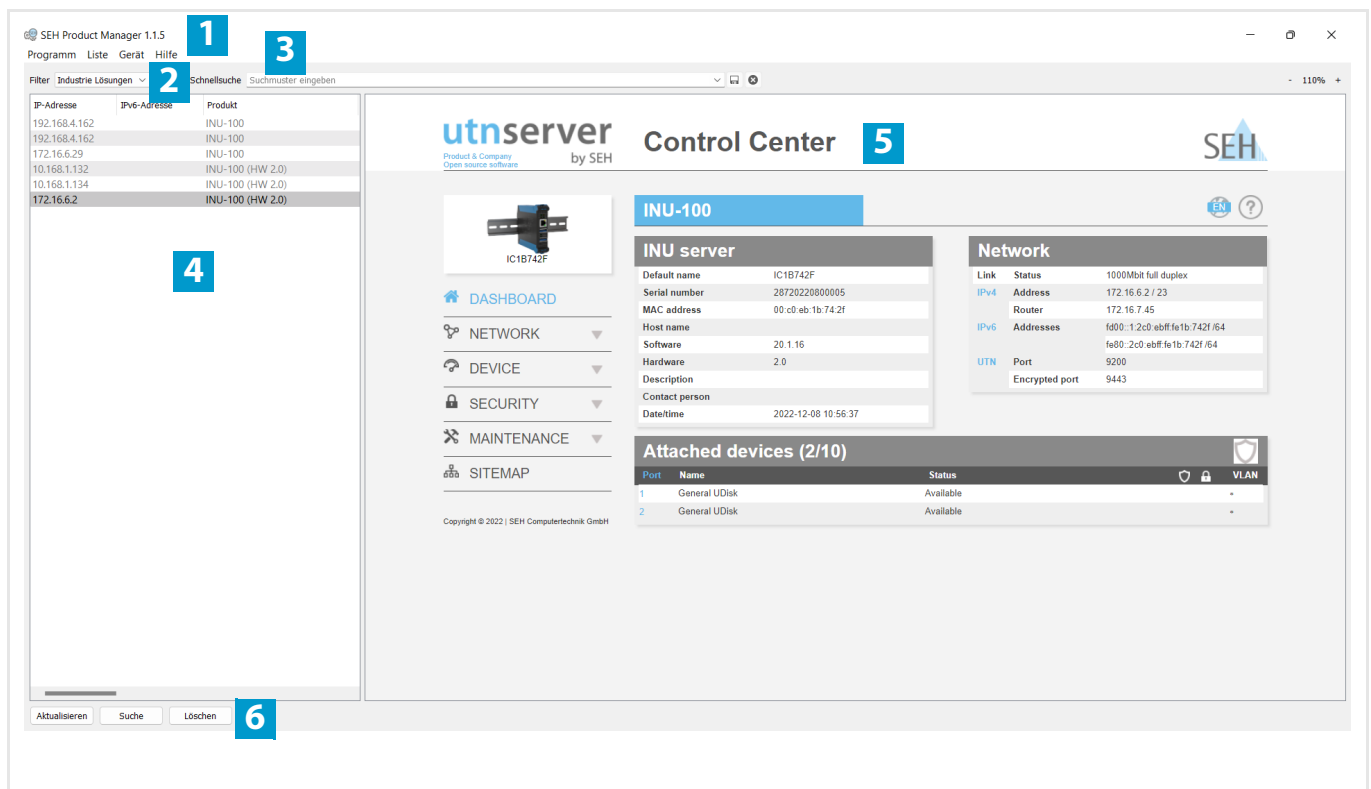 SEH Product Manager 1.1.5
1
Programm Liste Gerät Hilfe
3
Filter Industrie Lösungen
2
Schnellsuche Suchmuster eingeben
- 110% +
IP-Adresse IPv6-Adresse Produkt
192.168.4.162 INU-100
192.168.4.162 INU-100
172.16.6.29 INU-100
10.168.1.132 INU-100 (HW 2.0)
10.168.1.134 INU-100 (HW 2.0)
172.16.6.2 INU-100 (HW 2.0)
4
Aktualisieren Suche Löschen
6
utnserver
Product & Company
Open source software
by SEH
Control Center
5
SEH
IC1B742F
DASHBOARD
NETWORK
DEVICE
SECURITY
MAINTENANCE
SITEMAP
Copyright © 2022 | SEH Computertechnik GmbH
INU-100
EN ?
INU server
Default name IC1B742F
Serial number 28720220800005
MAC address 00:c0:eb:1b:74:2f
Host name
Software 20.1.16
Hardware 2.0
Description
Contact person
Date/time 2022-12-08 10:56:37
Network
Link Status 1000Mbit full duplex
IPv4 Address 172.16.6.2 / 23
Router 172.16.7.45
IPv6 Addresses fd00::1:2c0:ebff:fe1b:742f /64
fe80::2c0:ebff:fe1b:742f /64
UTN Port 9200
Encrypted port 9443
Attached devices (2/10)
Port Name Status VLAN
1 General UDisk Available -
2 General UDisk Available -